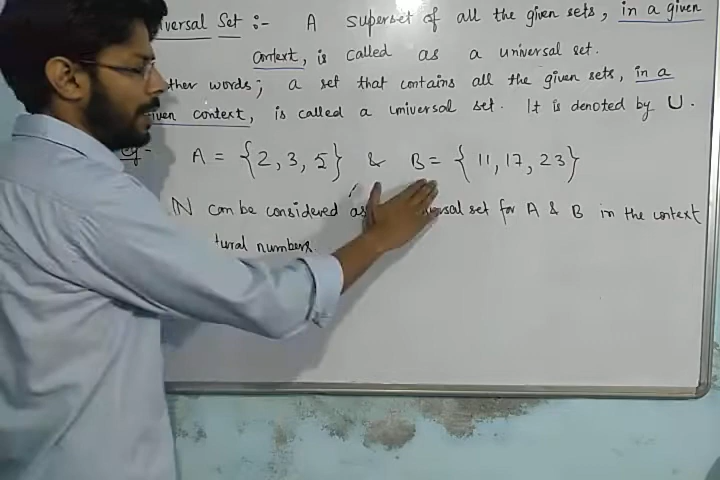 iversal Set :- A superset of all the given sets, in a given
context, is called as a universal set.
ther words; a set that contains all the given sets, in a
iven context, is called a universal set. It is denoted by U.
Eg- A = {2, 3, 5} & B = {11, 17, 23}
N can be considered as versal set for A & B in the context
tural numbers.